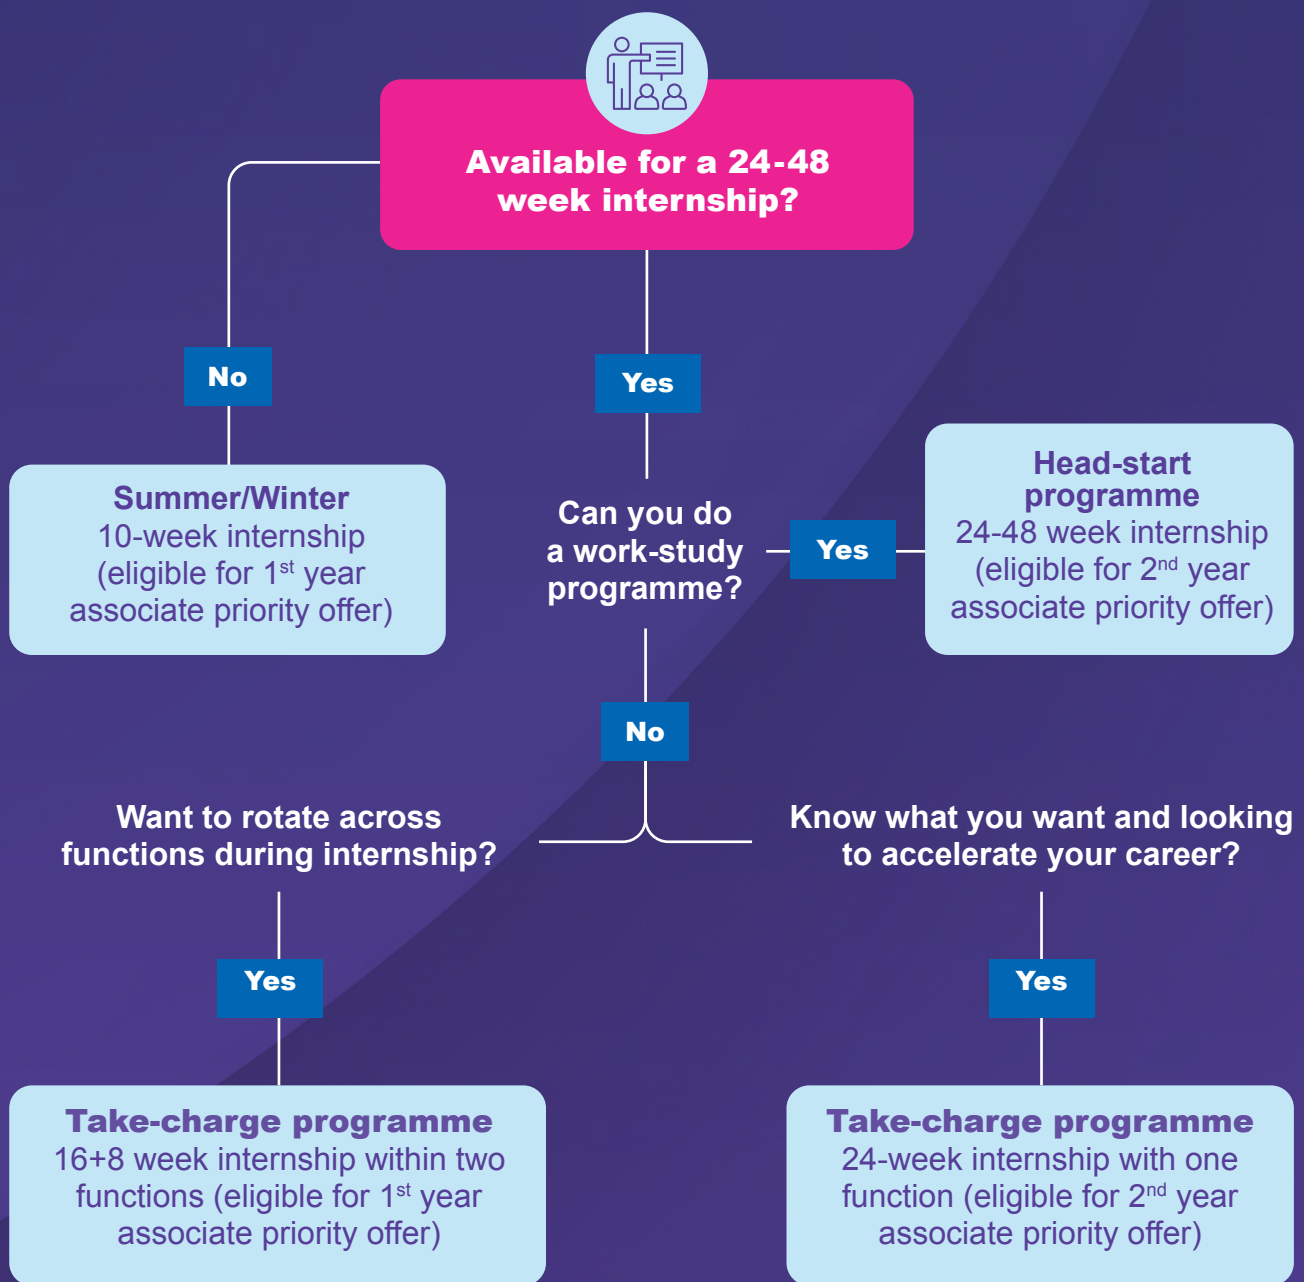 Available for a 24-48
week internship?
No
Yes
Summer/Winter
10-week internship
(eligible for 1st year
associate priority offer)
Can you do
a work-study
programme?
Yes
Head-start
programme
24-48 week internship
(eligible for 2nd year
associate priority offer)
No
Want to rotate across
functions during internship?
Know what you want and looking
to accelerate your career?
Yes
Yes
Take-charge programme
16+8 week internship within two
functions (eligible for 1st year
associate priority offer)
Take-charge programme
24-week internship with one
function (eligible for 2nd year
associate priority offer)